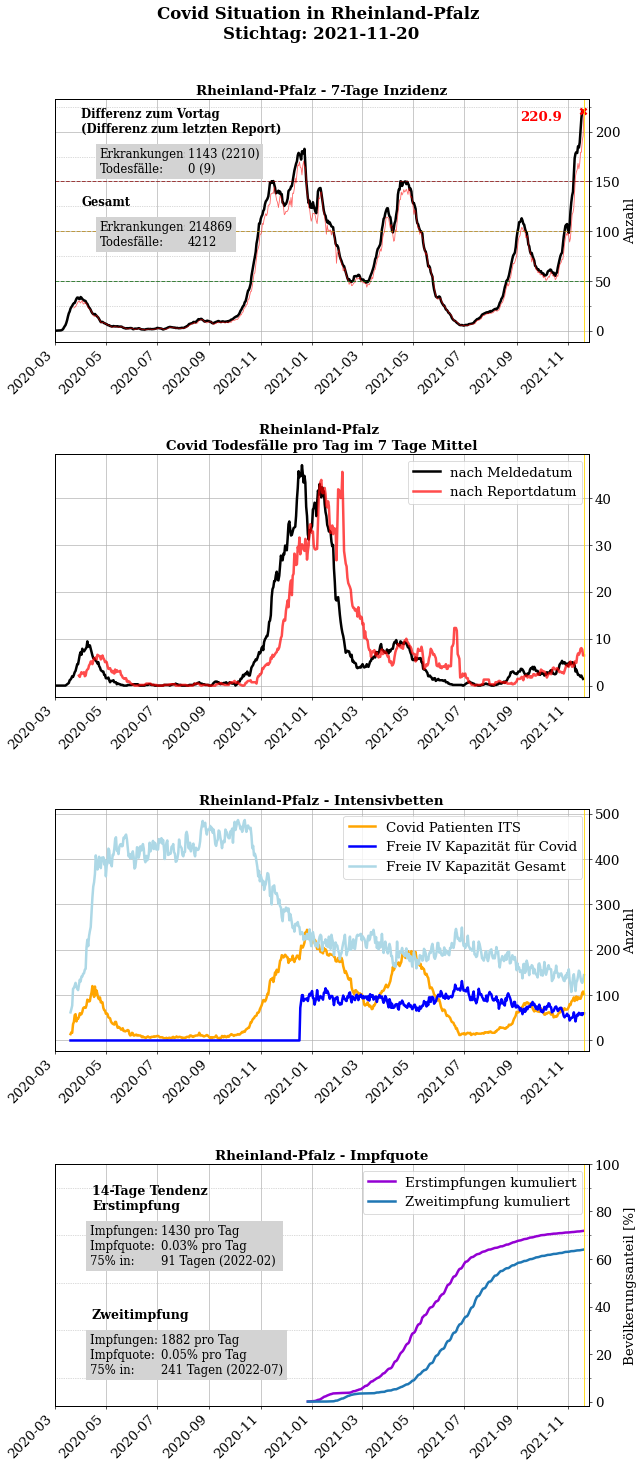 Covid Situation in Rheinland-Pfalz
Stichtag: 2021-11-20
Rheinland-Pfalz - 7-Tage Inzidenz
Differenz zum Vortag
(Differenz zum letzten Report)
Erkrankungen 1143 (2210)
Todesfälle: 0 (9)
Gesamt
Erkrankungen 214869
Todesfälle: 4212
220.9
200
150
100
50
0
Anzahl
2020-03 2020-05 2020-07 2020-09 2020-11 2021-01 2021-03 2021-05 2021-07 2021-09 2021-11
Rheinland-Pfalz
Covid Todesfälle pro Tag im 7 Tage Mittel
nach Meldedatum
nach Reportdatum
40
30
20
10
0
2020-03 2020-05 2020-07 2020-09 2020-11 2021-01 2021-03 2021-05 2021-07 2021-09 2021-11
Rheinland-Pfalz - Intensivbetten
Covid Patienten ITS
Freie IV Kapazität für Covid
Freie IV Kapazität Gesamt
500
400
300
200
100
0
Anzahl
2020-03 2020-05 2020-07 2020-09 2020-11 2021-01 2021-03 2021-05 2021-07 2021-09 2021-11
Rheinland-Pfalz - Impfquote
14-Tage Tendenz
Erstimpfung
Impfungen: 1430 pro Tag
Impfquote: 0.03% pro Tag
75% in: 91 Tagen (2022-02)
Zweitimpfung
Impfungen: 1882 pro Tag
Impfquote: 0.05% pro Tag
75% in: 241 Tagen (2022-07)
Erstimpfungen kumuliert
Zweitimpfung kumuliert
100
80
60
40
20
0
Bevölkerungsanteil [%]
2020-03 2020-05 2020-07 2020-09 2020-11 2021-01 2021-03 2021-05 2021-07 2021-09 2021-11